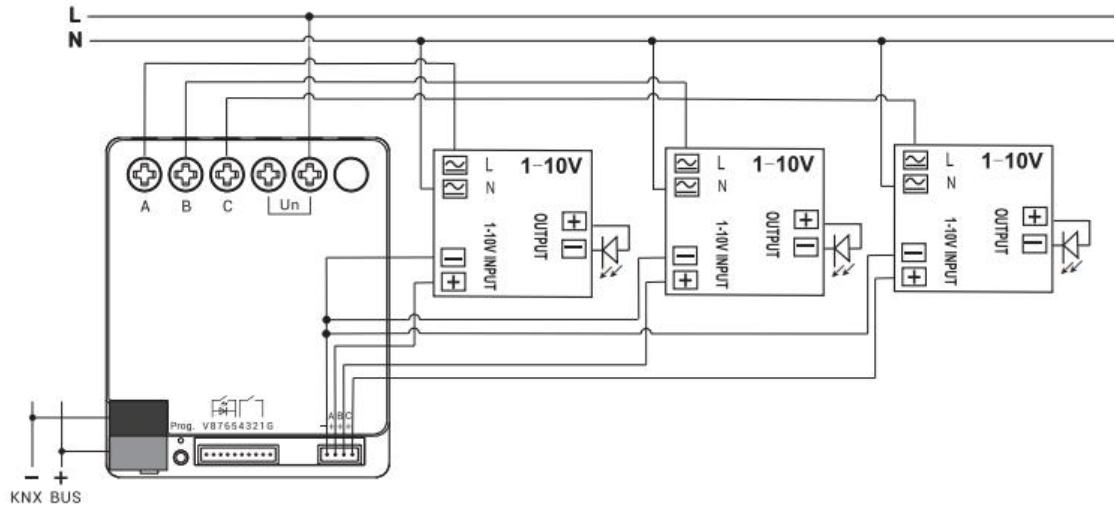 L
N
A B C Un
L 1-10V
N
1-10V INPUT
OUTPUT
+
−
−
+
L 1-10V
N
1-10V INPUT
OUTPUT
+
−
−
+
L 1-10V
N
1-10V INPUT
OUTPUT
+
−
−
+
A B C
− + + +
Prog. V87654321G
− +
KNX BUS